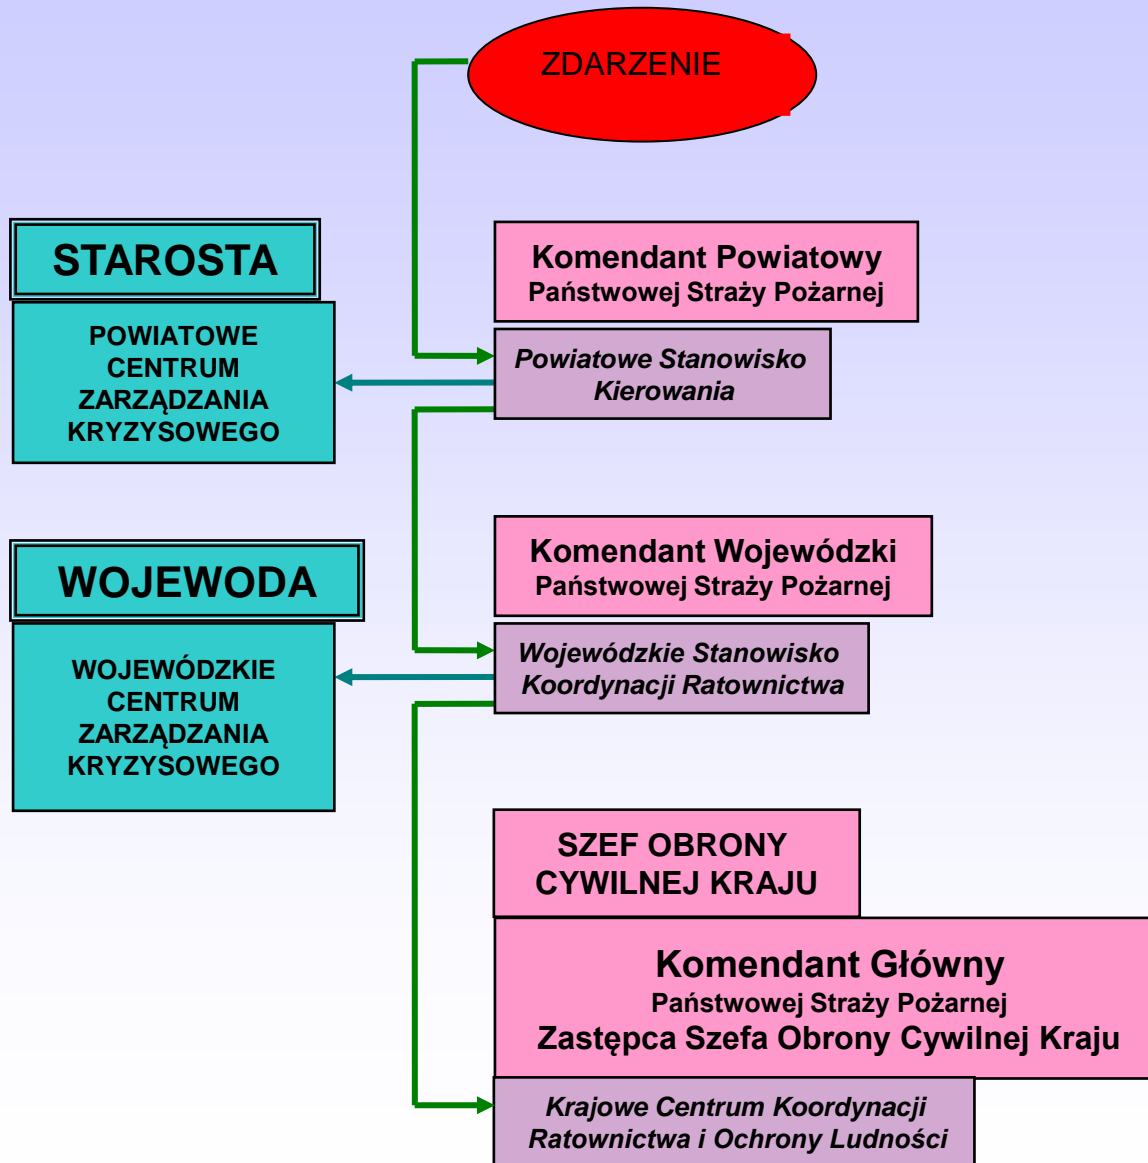 ZDARZENIE
STAROSTA
POWIATOWE
CENTRUM
ZARZĄDZANIA
KRYZYSOWEGO
Komendant Powiatowy
Państwowej Straży Pożarnej
Powiatowe Stanowisko
Kierowania
WOJEWODA
WOJEWÓDZKIE
CENTRUM
ZARZĄDZANIA
KRYZYSOWEGO
Komendant Wojewódzki
Państwowej Straży Pożarnej
Wojewódzkie Stanowisko
Koordynacji Ratownictwa
SZEF OBRONY
CYWILNEJ KRAJU
Komendant Główny
Państwowej Straży Pożarnej
Zastępca Szefa Obrony Cywilnej Kraju
Krajowe Centrum Koordynacji
Ratownictwa i Ochrony Ludności